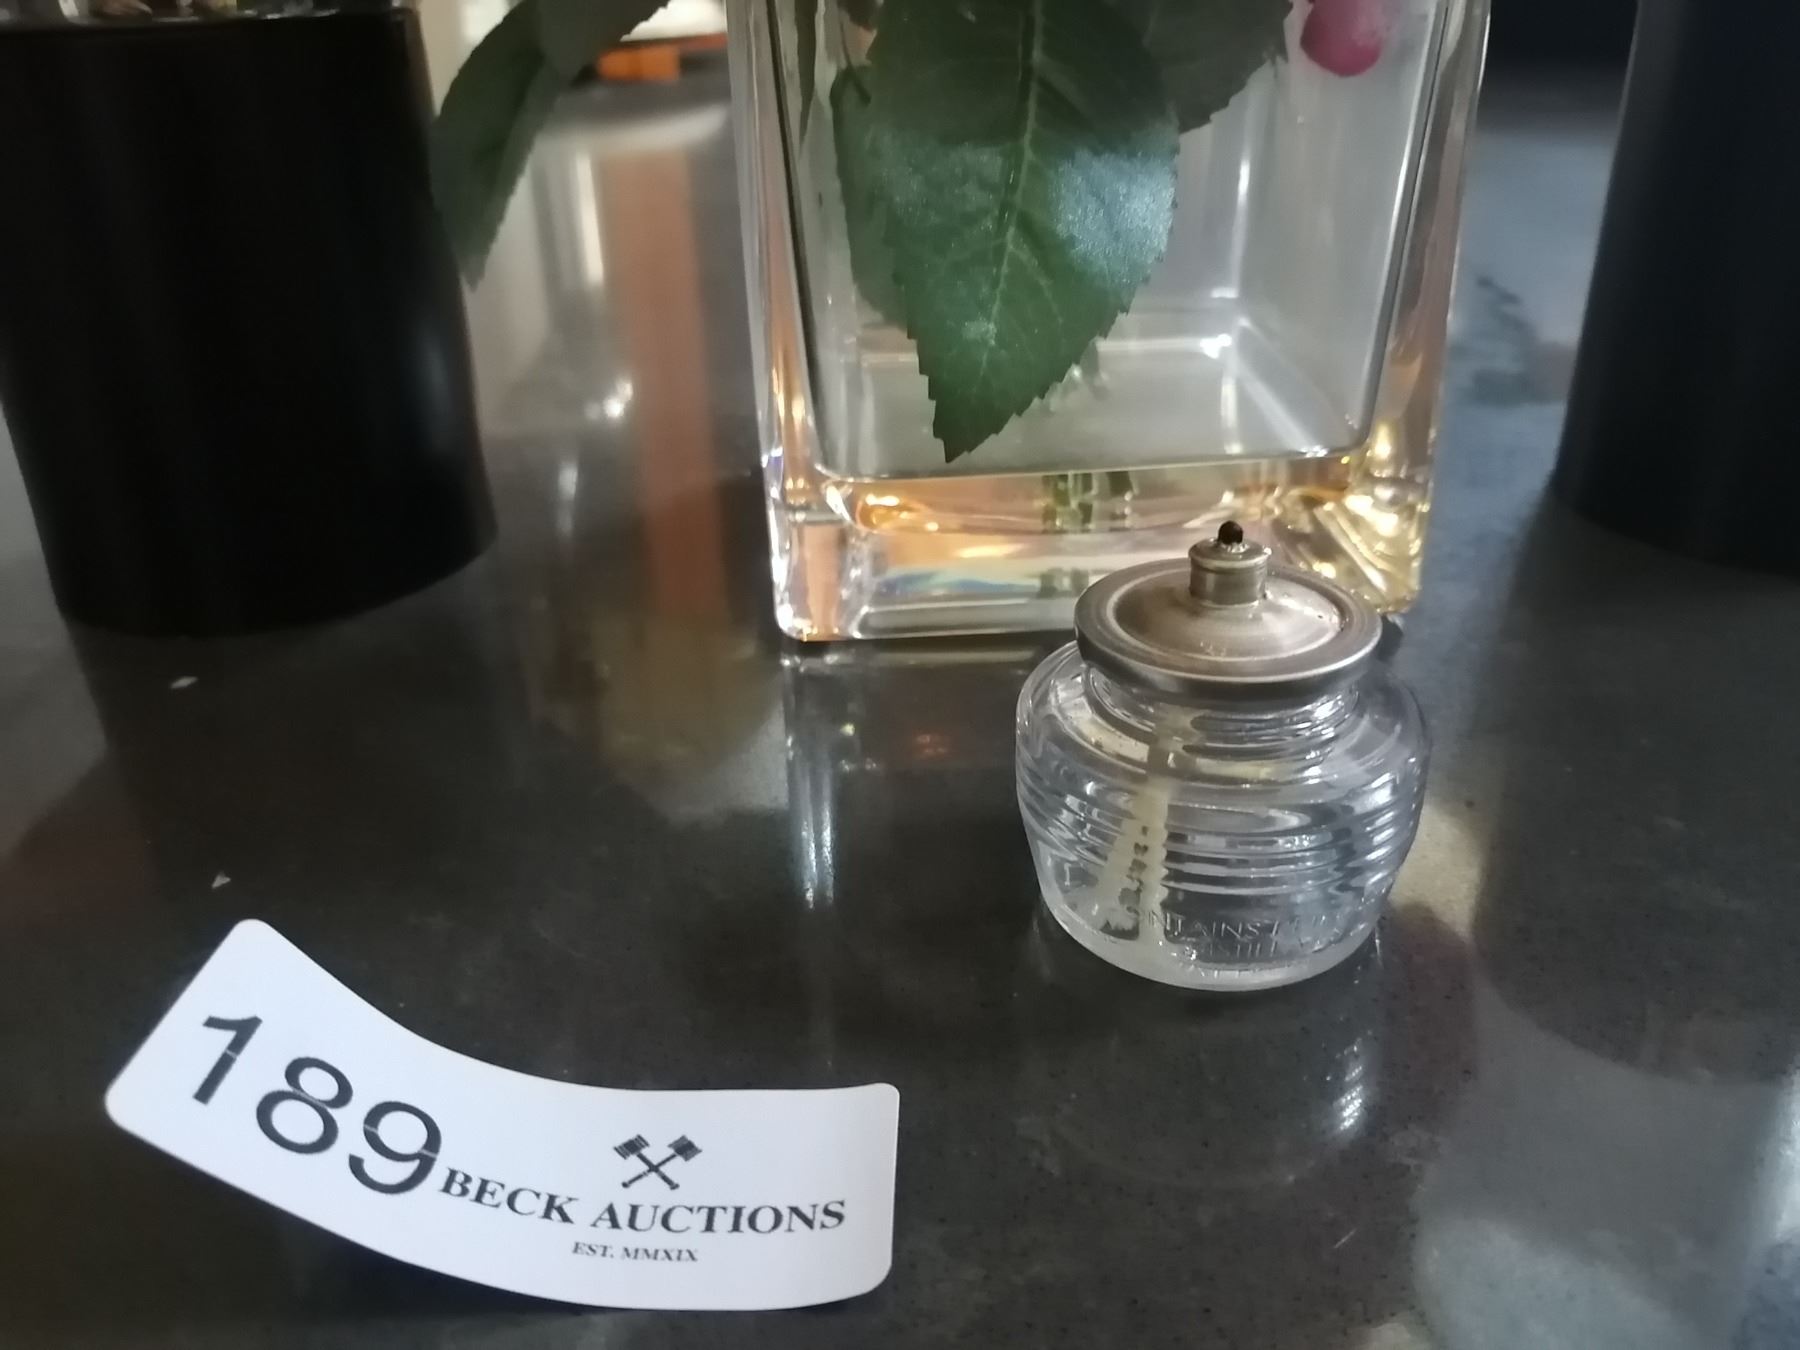 189
BECK AUCTIONS
EST. MMXIX